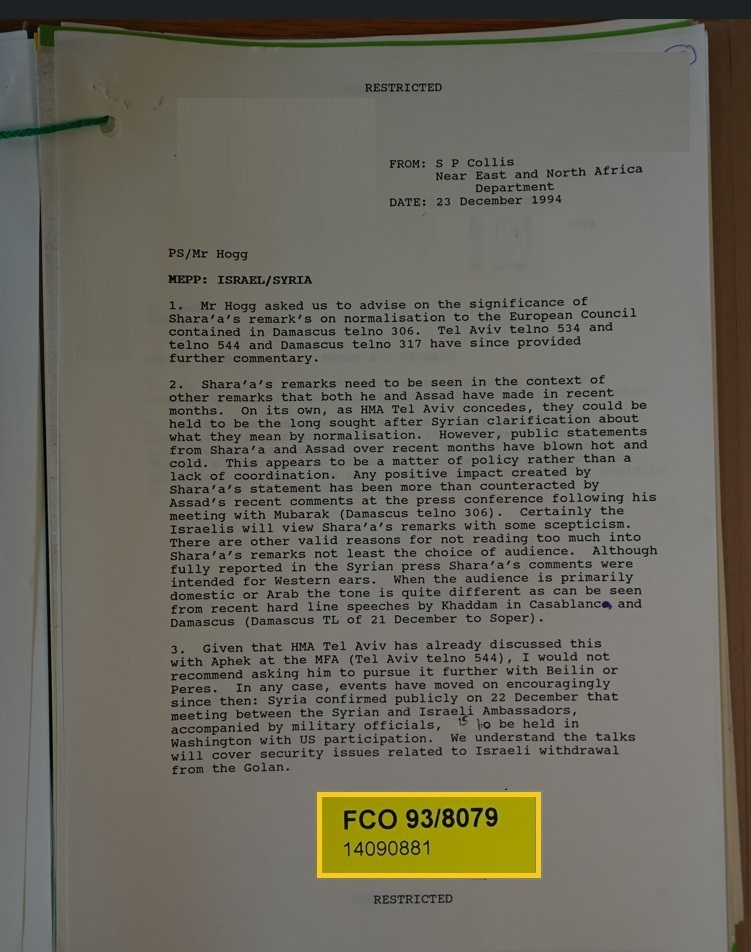 RESTRICTED
FROM: S P Collis
Near East and North Africa
Department
DATE: 23 December 1994
PS/Mr Hogg
MEPP: ISRAEL/SYRIA
1. Mr Hogg asked us to advise on the significance of
Shara'a's remark's on normalisation to the European Council
contained in Damascus telno 306. Tel Aviv telno 534 and
telno 544 and Damascus telno 317 have since provided
further commentary.
2. Shara'a's remarks need to be seen in the context of
other remarks that both he and Assad have made in recent
months. On its own, as HMA Tel Aviv concedes, they could be
held to be the long sought after Syrian clarification about
what they mean by normalisation. However, public statements
from Shara'a and Assad over recent months have blown hot and
cold. This appears to be a matter of policy rather than a
lack of coordination. Any positive impact created by
Shara'a's statement has been more than counteracted by
Assad's recent comments at the press conference following his
meeting with Mubarak (Damascus telno 306). Certainly the
Israelis will view Shara'a's remarks with some scepticism.
There are other valid reasons for not reading too much into
Shara'a's remarks not least the choice of audience. Although
fully reported in the Syrian press Shara'a's comments were
intended for Western ears. When the audience is primarily
domestic or Arab the tone is quite different as can be seen
from recent hard line speeches by Khaddam in Casablanca and
Damascus (Damascus TL of 21 December to Soper).
3. Given that HMA Tel Aviv has already discussed this
with Aphek at the MFA (Tel Aviv telno 544), I would not
recommend asking him to pursue it further with Beilin or
Peres. In any case, events have moved on encouragingly
since then: Syria confirmed publicly on 22 December that
meeting between the Syrian and Israeli Ambassadors,
accompanied by military officials, is to be held in
Washington with US participation. We understand the talks
will cover security issues related to Israeli withdrawal
from the Golan.
FCO 93/8079
14090881
RESTRICTED